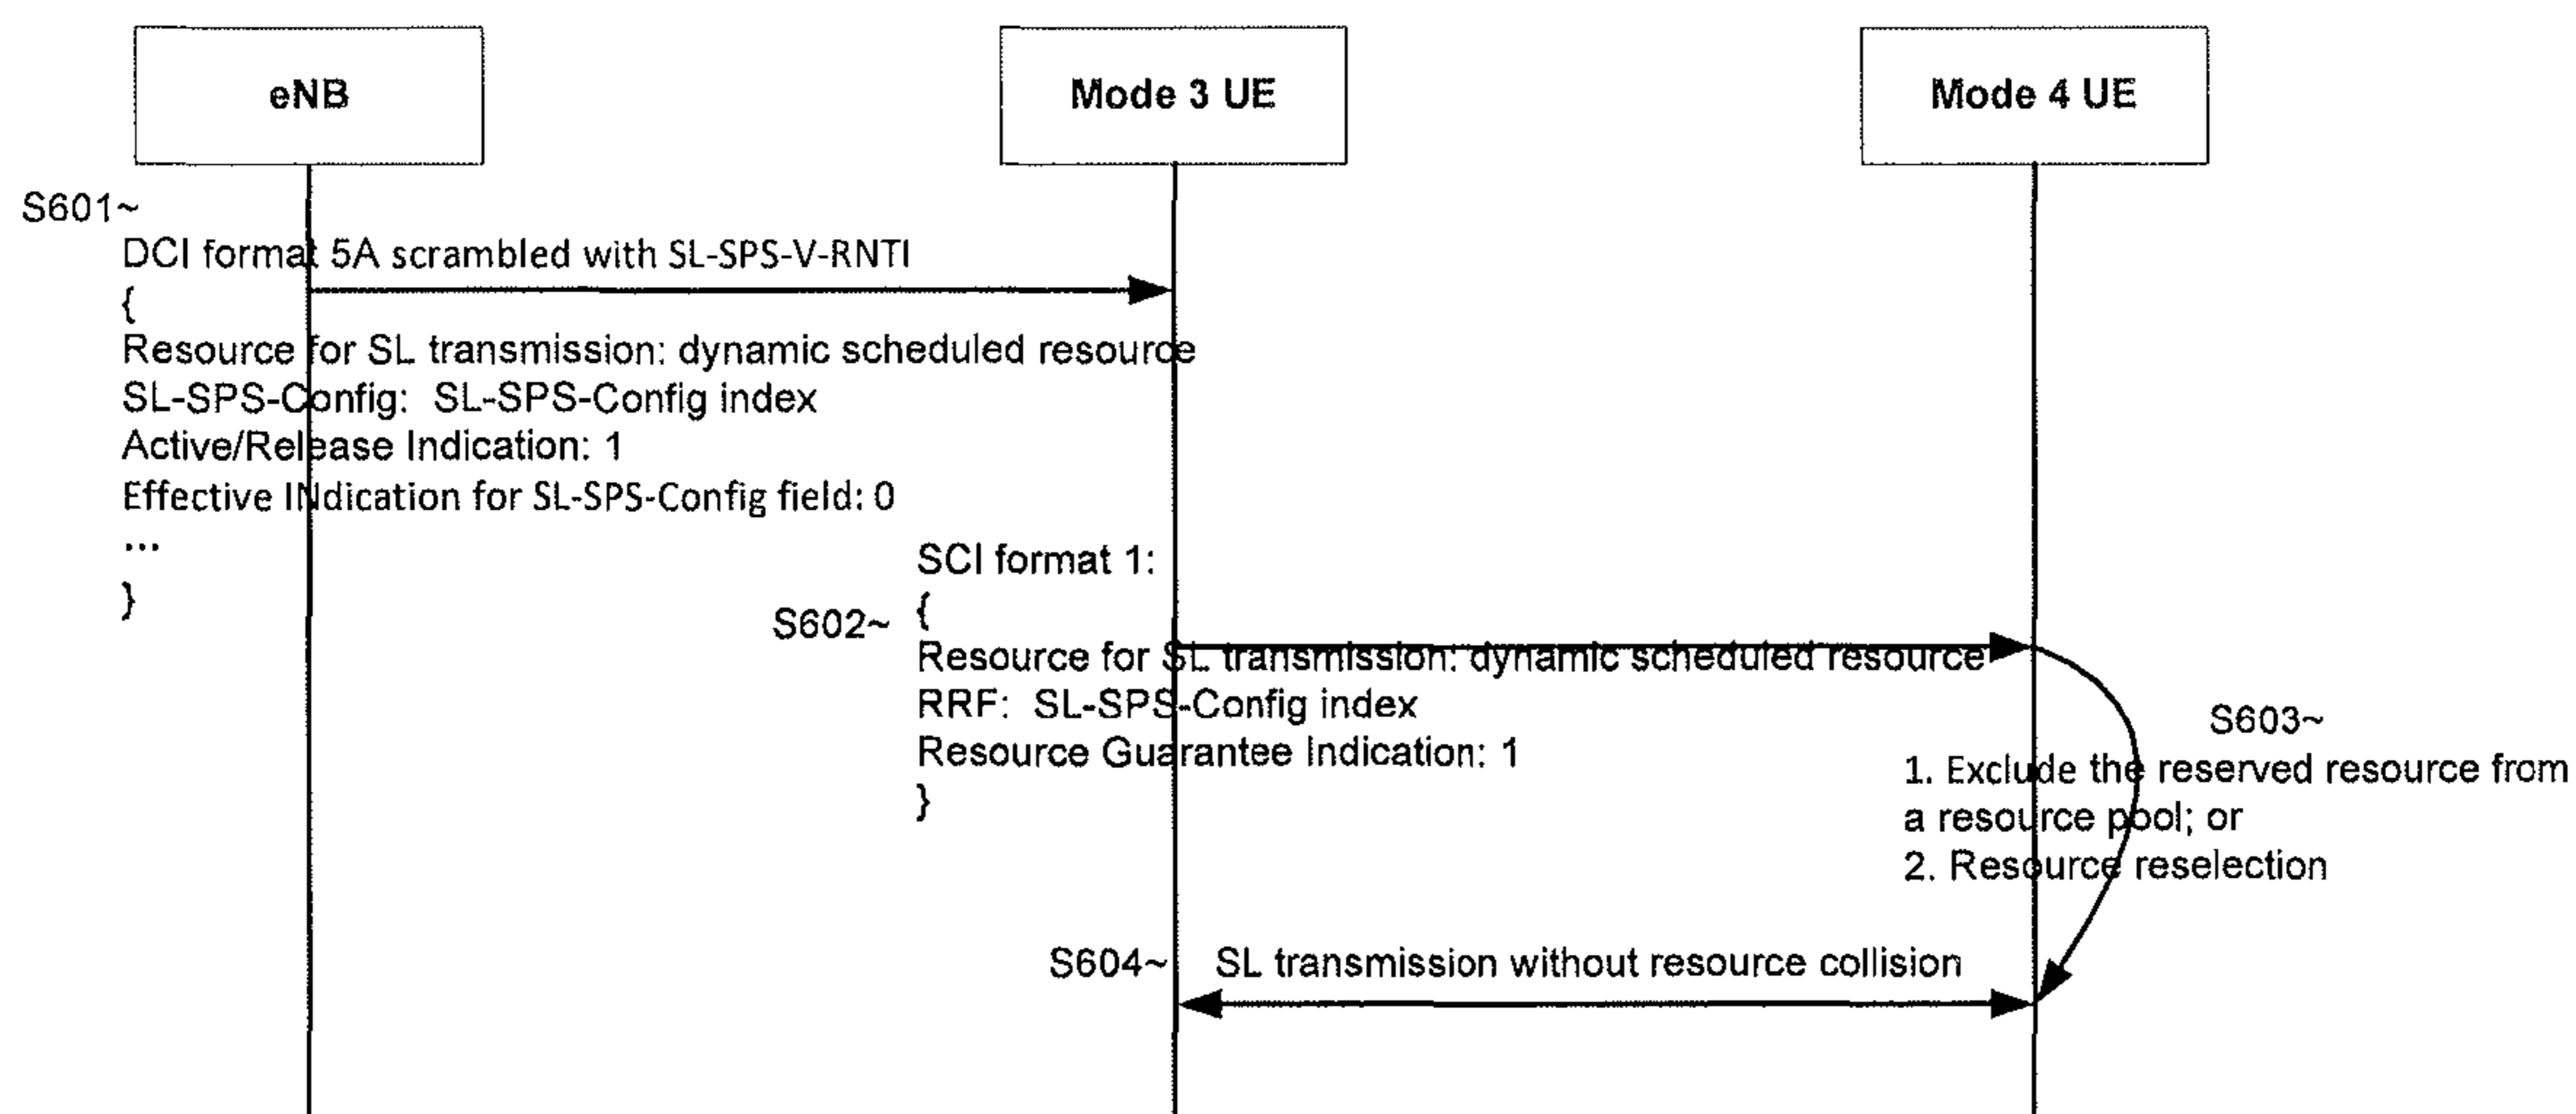 eNB
Mode 3 UE
Mode 4 UE
S601~
DCI format 5A scrambled with SL-SPS-V-RNTI
{
Resource for SL transmission: dynamic scheduled resource
SL-SPS-Config: SL-SPS-Config index
Active/Release Indication: 1
Effective INdication for SL-SPS-Config field: 0
...
}
SCI format 1:
S602~
{
Resource for SL transmission: dynamic scheduled resource
RRF: SL-SPS-Config index
Resource Guarantee Indication: 1
}
S603~
1. Exclude the reserved resource from
a resource pool; or
2. Resource reselection
S604~
SL transmission without resource collision